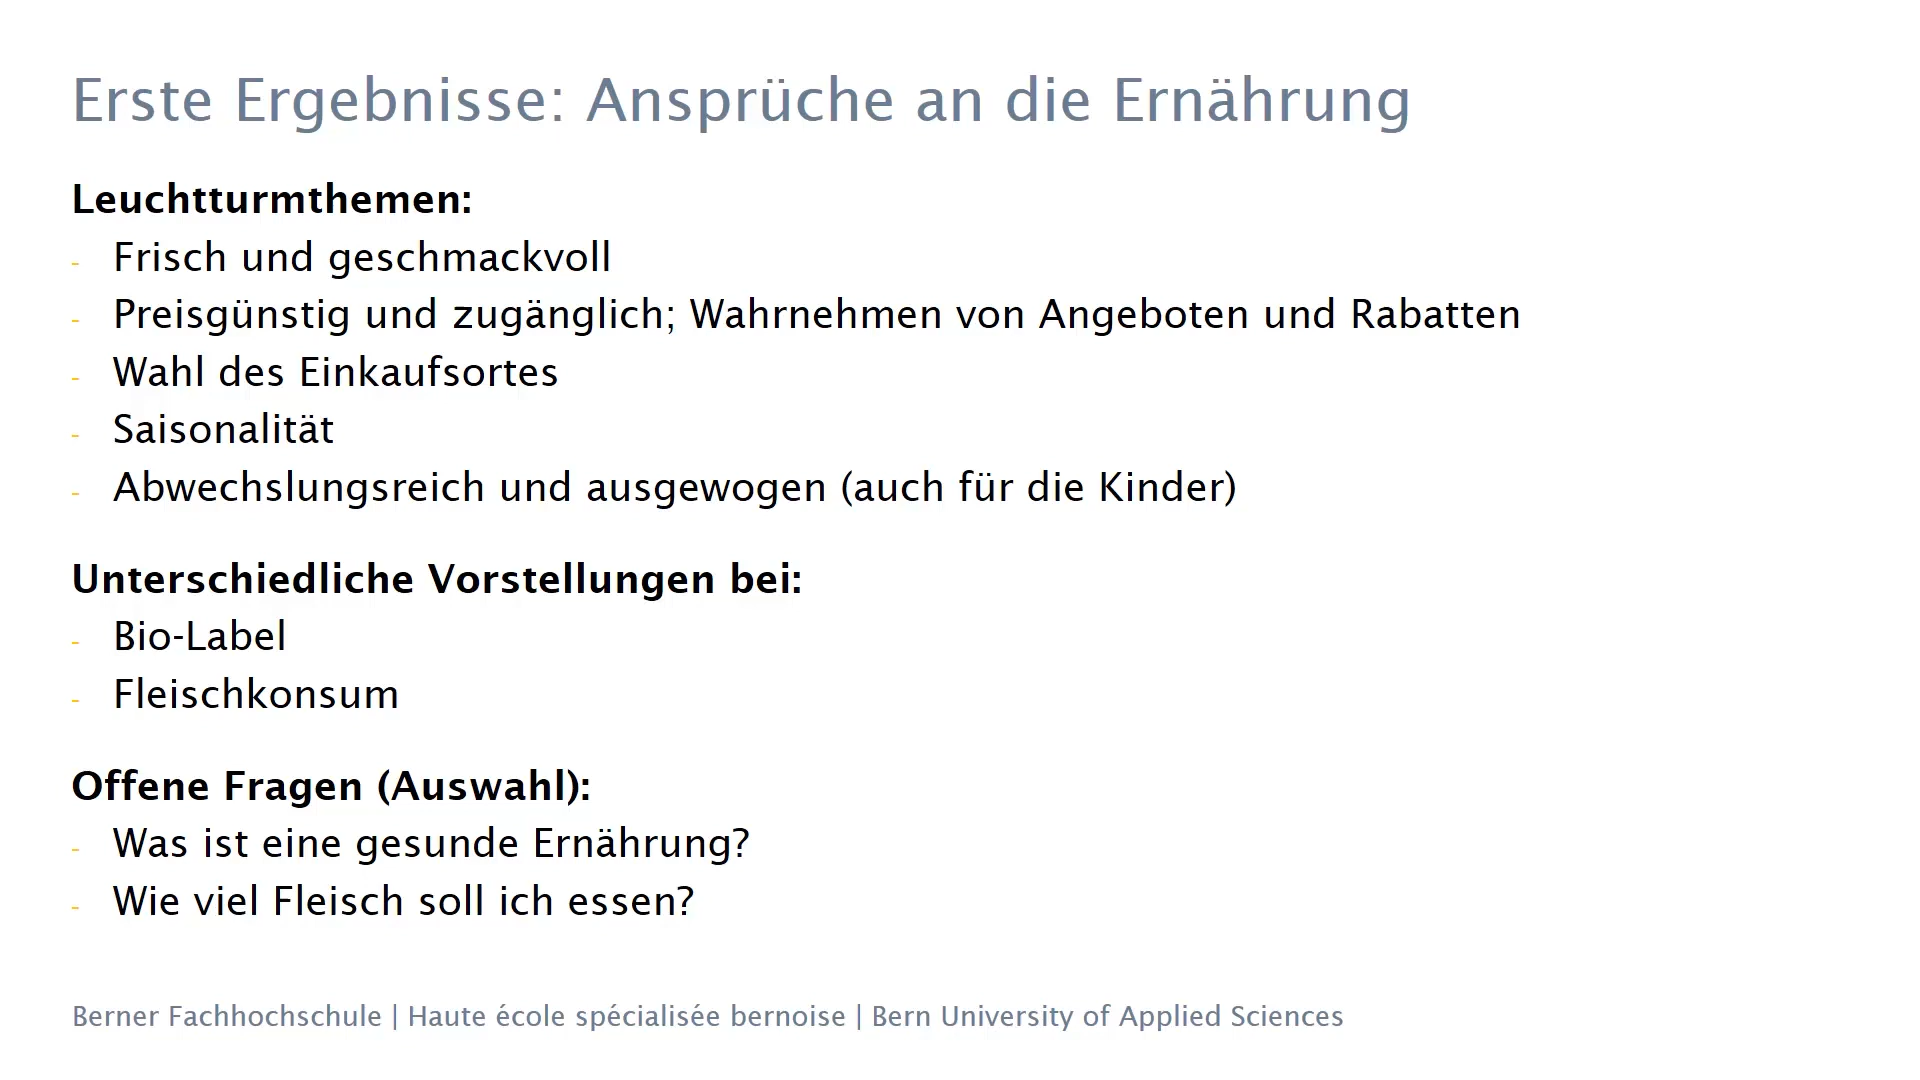 Erste Ergebnisse: Ansprüche an die Ernährung
Leuchtturmthemen:
- Frisch und geschmackvoll
- Preisgünstig und zugänglich; Wahrnehmen von Angeboten und Rabatten
- Wahl des Einkaufsortes
- Saisonalität
- Abwechslungsreich und ausgewogen (auch für die Kinder)
Unterschiedliche Vorstellungen bei:
- Bio-Label
- Fleischkonsum
Offene Fragen (Auswahl):
- Was ist eine gesunde Ernährung?
- Wie viel Fleisch soll ich essen?
Berner Fachhochschule | Haute école spécialisée bernoise | Bern University of Applied Sciences